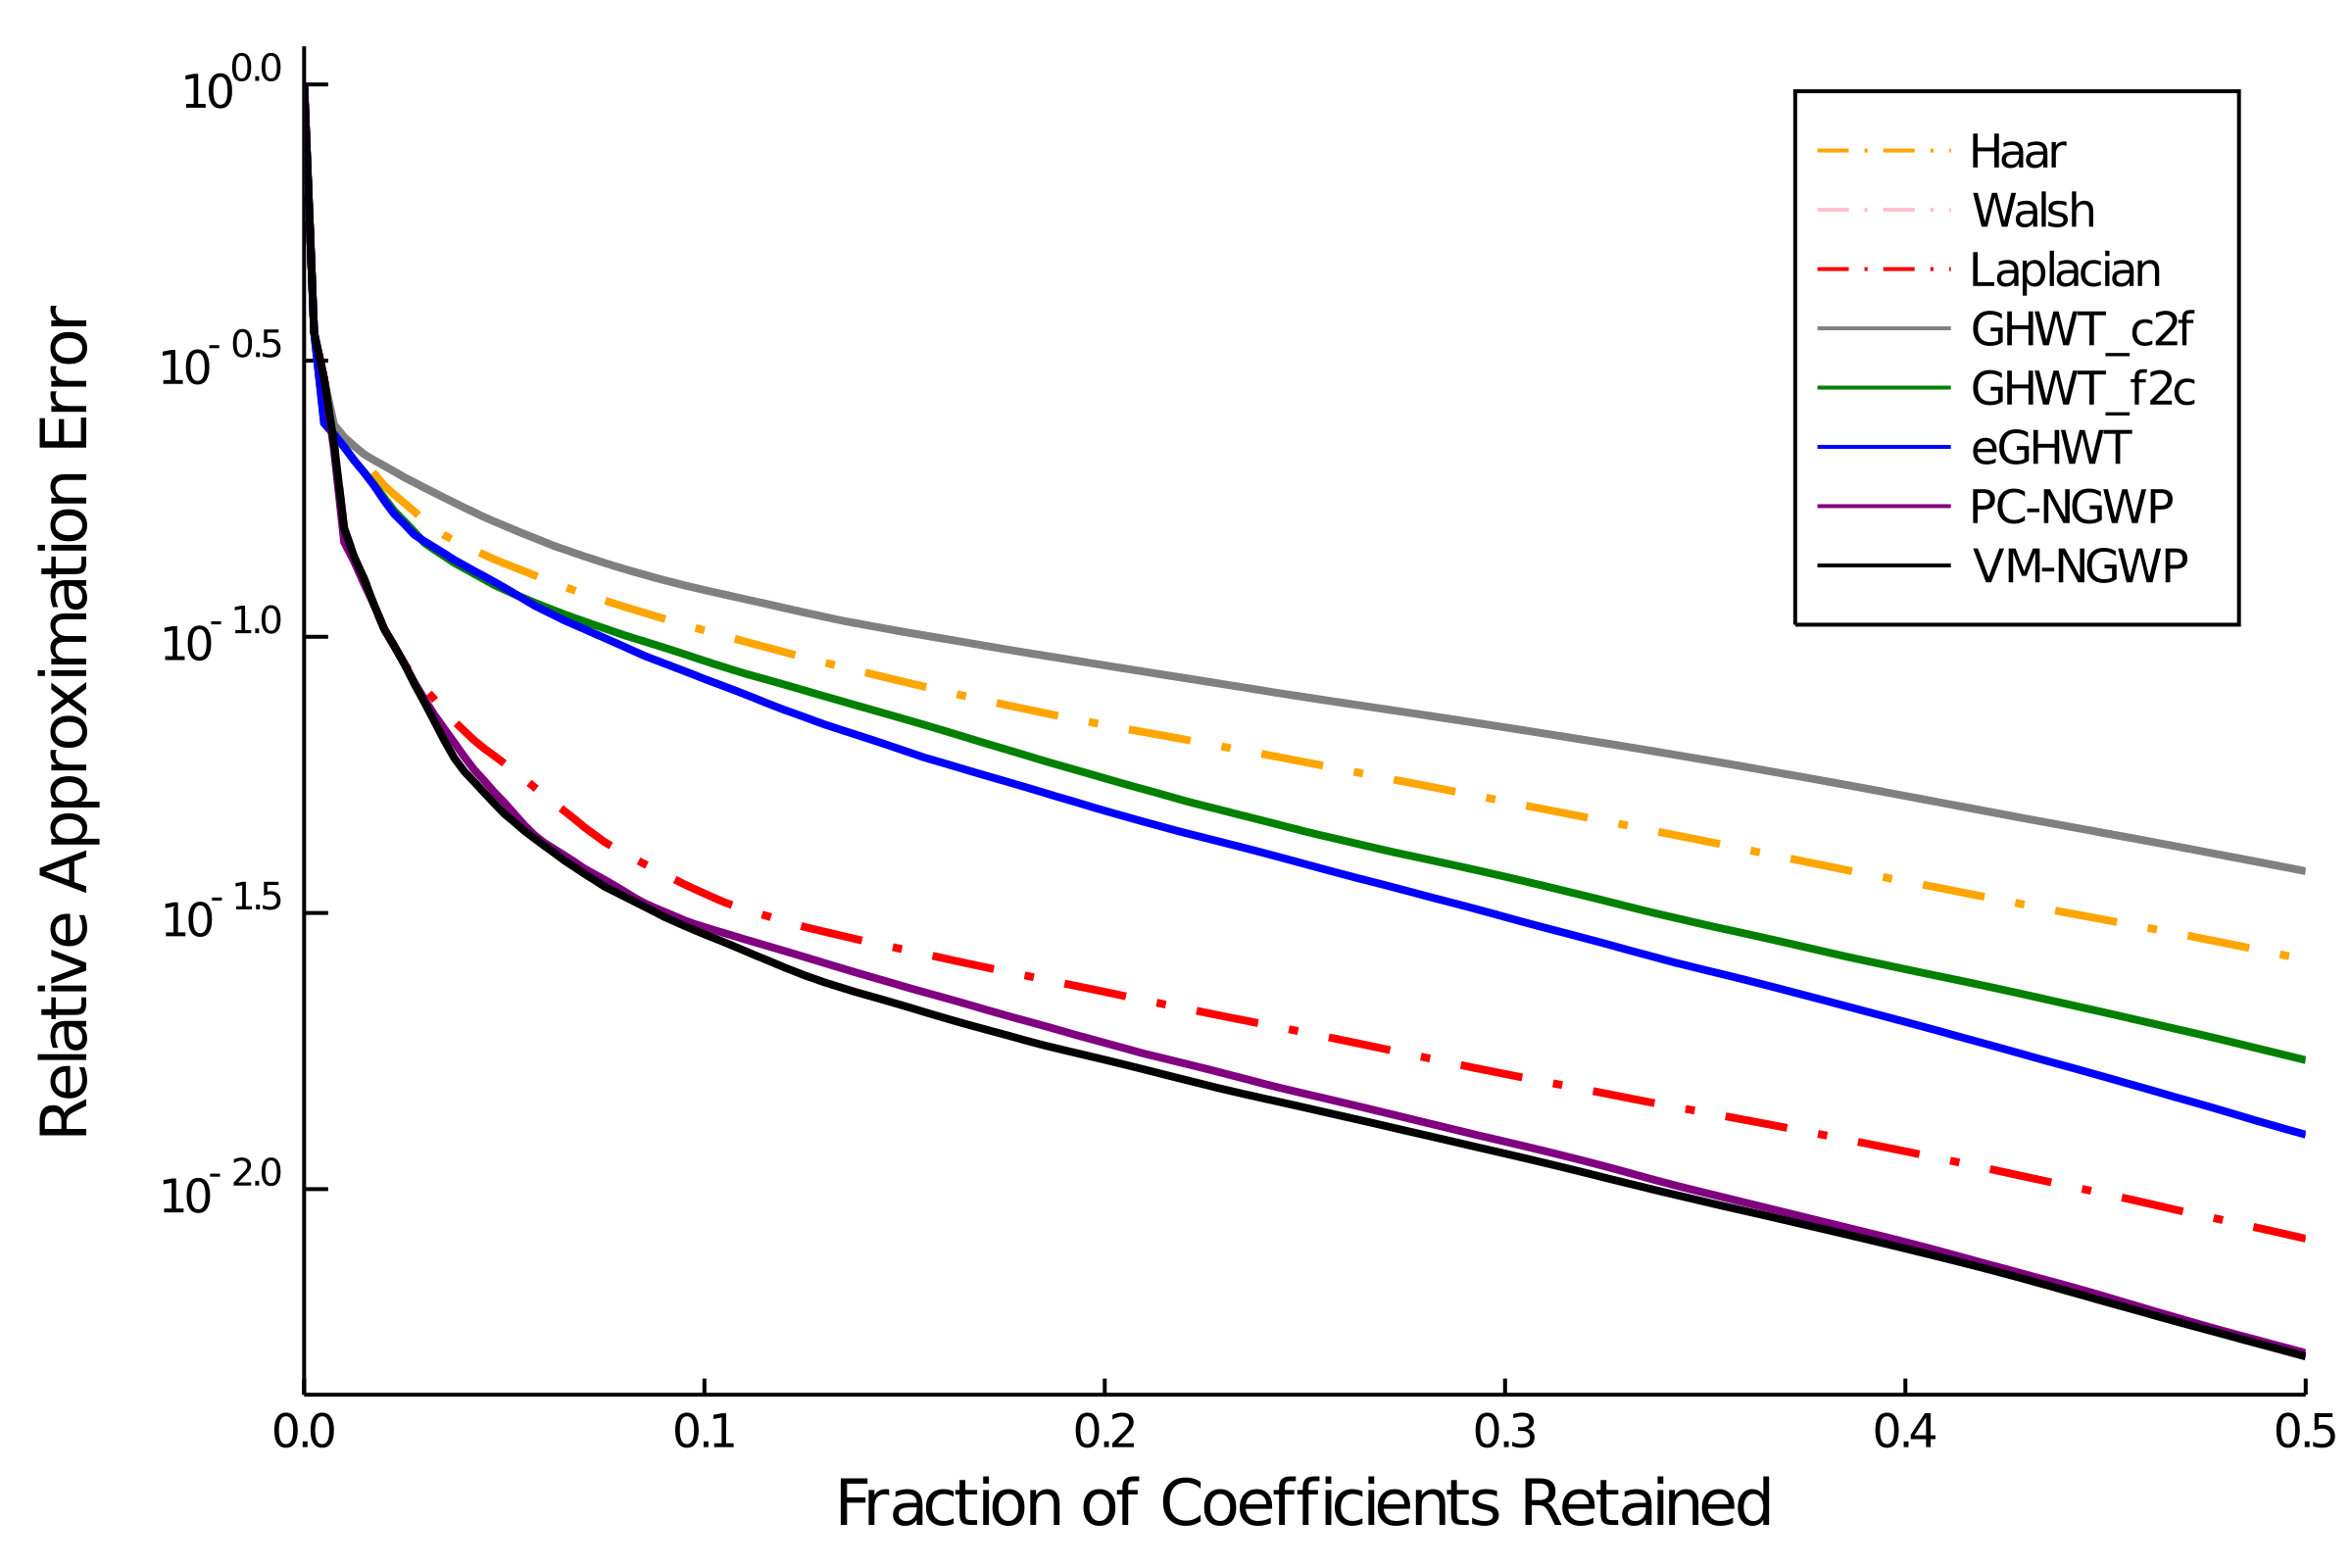 10^0.0
10^- 0.5
10^- 1.0
10^- 1.5
10^- 2.0
Relative Approximation Error
Haar
Walsh
Laplacian
GHWT_c2f
GHWT_f2c
eGHWT
PC-NGWP
VM-NGWP
0.0 0.1 0.2 0.3 0.4 0.5
Fraction of Coefficients Retained